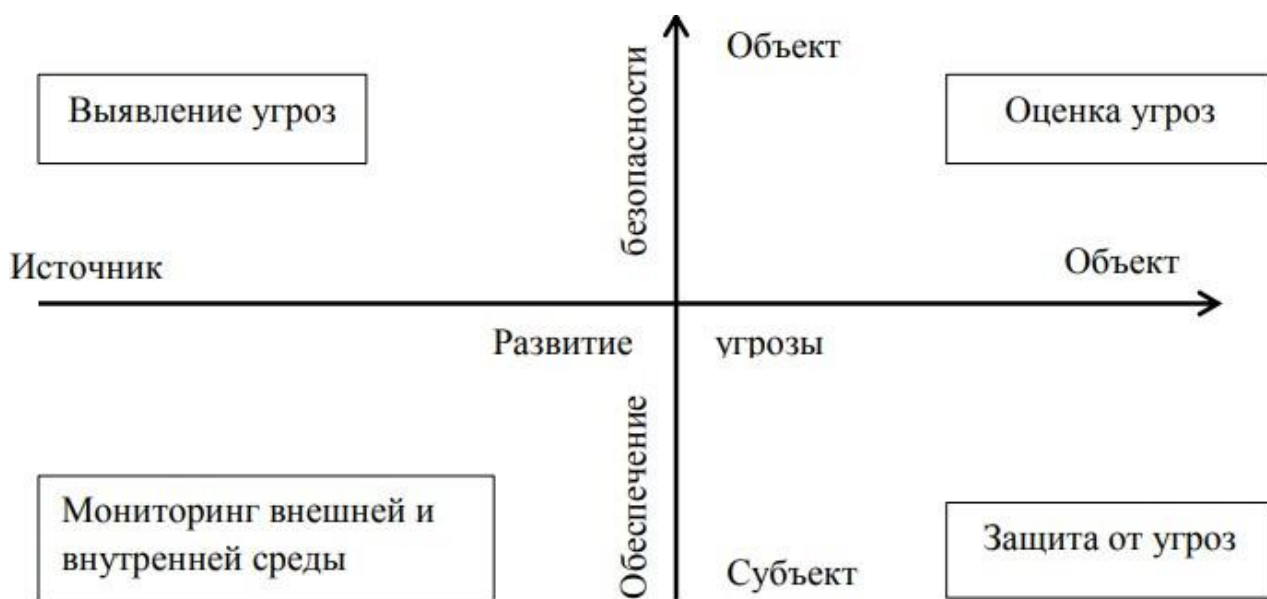 Объект
Выявление угроз
Оценка угроз
безопасности
Источник
Объект
Развитие угрозы
Обеспечение
Мониторинг внешней и
внутренней среды
Защита от угроз
Субъект